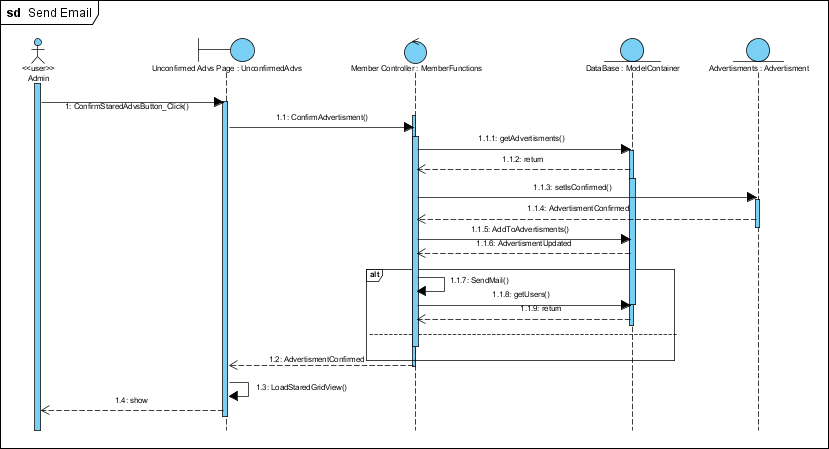 sd Send Email
<<user>>
Admin
Unconfirmed Advs Page : UnconfirmedAdvs
Member Controller : MemberFunctions
DataBase : ModelContainer
Advertisments : Advertisment
1: ConfirmStaredAdvsButton_Click()
1.1: ConfirmAdvertisment()
1.1.1: getAdvertisments()
1.1.2: return
1.1.3: setIsConfirmed()
1.1.4: AdvertismentConfirmed
1.1.5: AddToAdvertisments()
1.1.6: AdvertismentUpdated
alt
1.1.7: SendMail()
1.1.8: getUsers()
1.1.9: return
1.2: AdvertismentConfirmed
1.3: LoadStaredGridView()
1.4: show